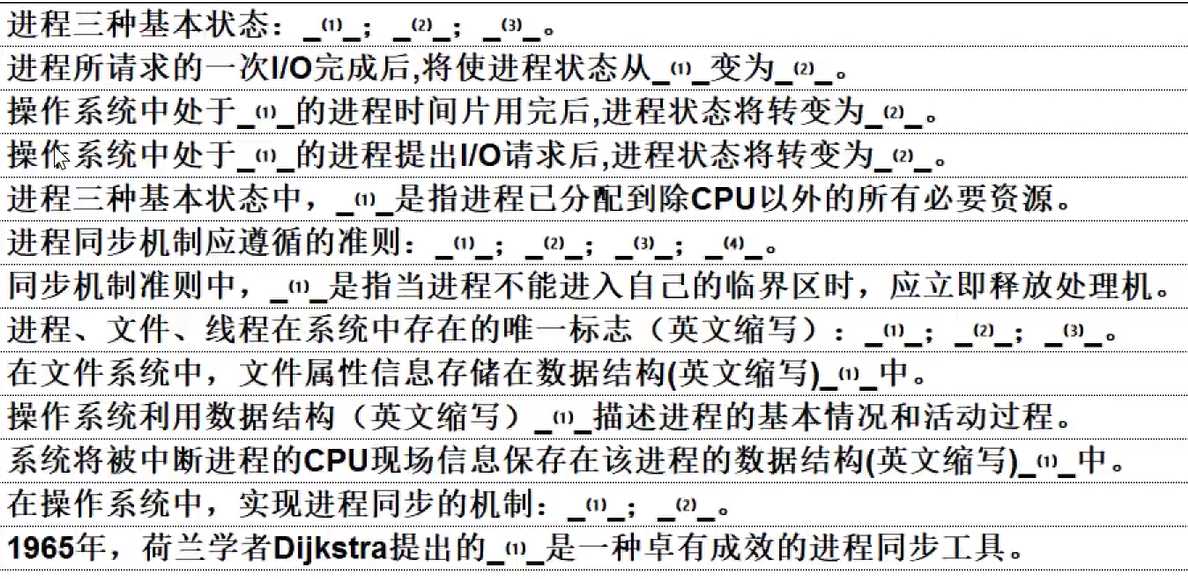 进程三种基本状态：_(1)_；_(2)_；_(3)_。
进程所请求的一次I/O完成后,将使进程状态从_(1)_变为_(2)_。
操作系统中处于_(1)_的进程时间片用完后,进程状态将转变为_(2)_。
操作系统中处于_(1)_的进程提出I/O请求后,进程状态将转变为_(2)_。
进程三种基本状态中，_(1)_是指进程已分配到除CPU以外的所有必要资源。
进程同步机制应遵循的准则：_(1)_；_(2)_；_(3)_；_(4)_。
同步机制准则中，_(1)_是指当进程不能进入自己的临界区时，应立即释放处理机。
进程、文件、线程在系统中存在的唯一标志（英文缩写）：_(1)_；_(2)_；_(3)_。
在文件系统中，文件属性信息存储在数据结构(英文缩写)_(1)_中。
操作系统利用数据结构（英文缩写）_(1)_描述进程的基本情况和活动过程。
系统将被中断进程的CPU现场信息保存在该进程的数据结构(英文缩写)_(1)_中。
在操作系统中，实现进程同步的机制：_(1)_；_(2)_。
1965年，荷兰学者Dijkstra提出的_(1)_是一种卓有成效的进程同步工具。